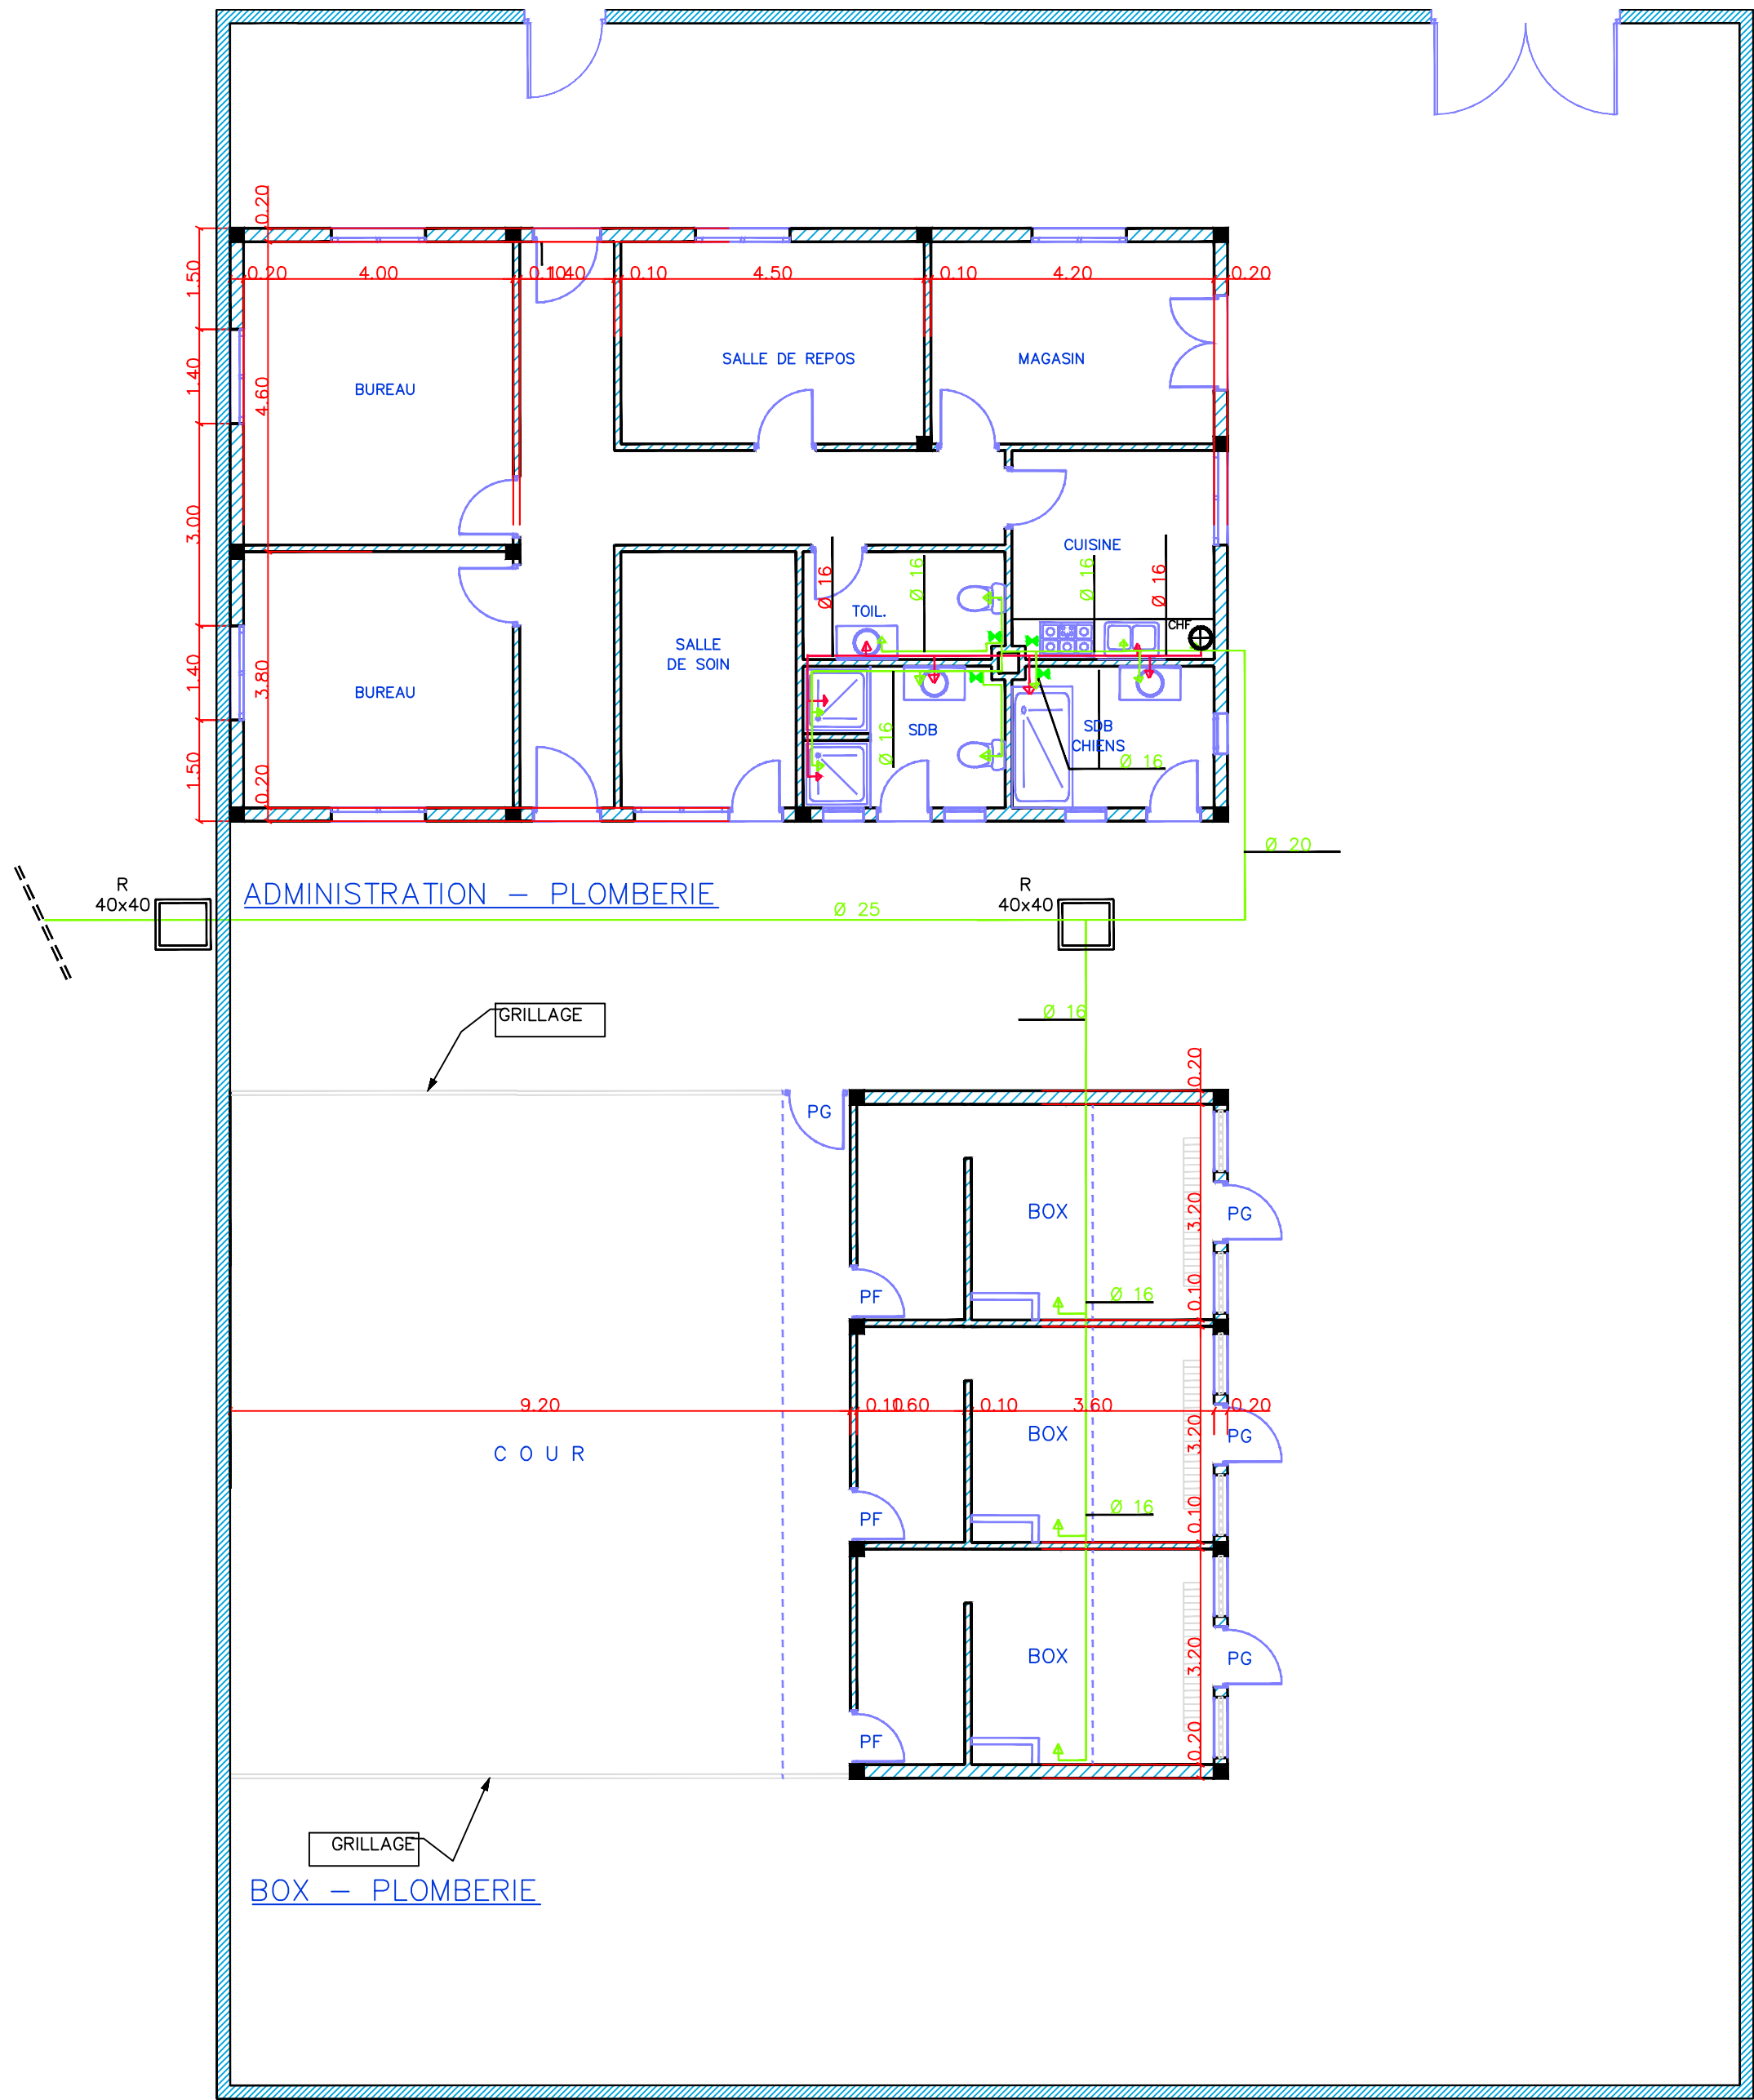 0.20
1.50
0.20
4.00
0.10
1.40
0.10
4.50
0.10
4.20
0.20
1.40
4.60
BUREAU
SALLE DE REPOS
MAGASIN
3.00
CUISINE
Ø 16
Ø 16
Ø 16
Ø 16
TOIL.
CHF
SALLE
DE SOIN
1.40
3.80
BUREAU
SDB
Ø 16
SDB
CHIENS
Ø 16
1.50
0.20
Ø 20
R
40x40
ADMINISTRATION – PLOMBERIE
Ø 25
R
40x40
GRILLAGE
Ø 16
0.20
PG
BOX
3.20
PG
PF
Ø 16
0.10
9.20
0.10
1.60
0.10
3.60
0.20
C O U R
BOX
3.20
PG
PF
Ø 16
0.10
BOX
3.20
PG
PF
0.20
GRILLAGE
BOX – PLOMBERIE